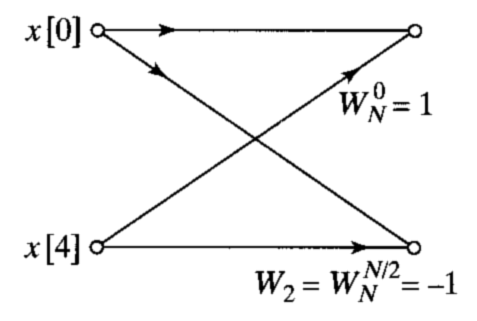 x[0]
W_N^0 = 1
x[4]
W_2 = W_N^{N/2} = –1